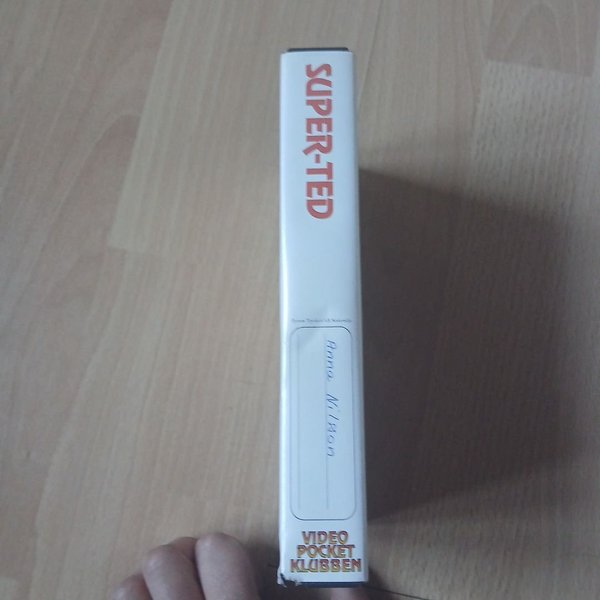 SUPER-TED
Anna Nilsson
VIDEO
POCKET
KLUBBEN